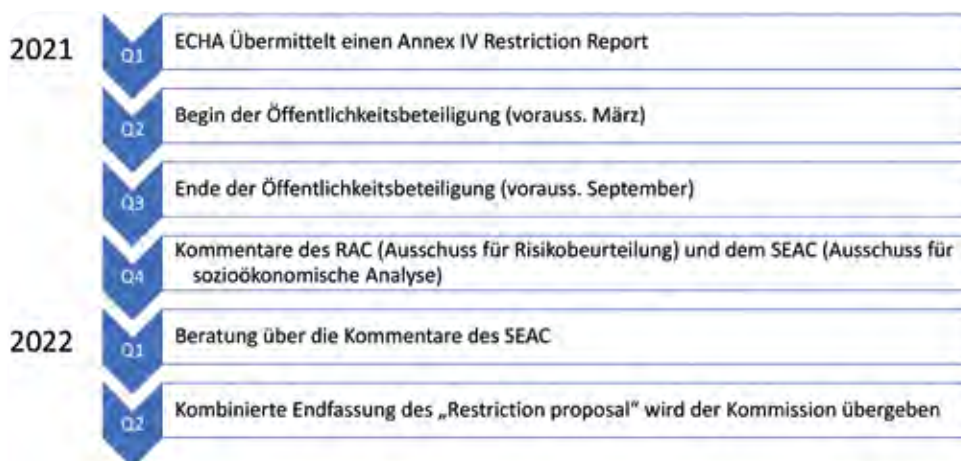 2021
Q1
ECHA Übermittelt einen Annex IV Restriction Report
Q2
Begin der Öffentlichkeitsbeteiligung (vorauss. März)
Q3
Ende der Öffentlichkeitsbeteiligung (vorauss. September)
Q4
Kommentare des RAC (Ausschuss für Risikobeurteilung) und dem SEAC (Ausschuss für
sozioökonomische Analyse)
2022
Q1
Beratung über die Kommentare des SEAC
Q2
Kombinierte Endfassung des „Restriction proposal“ wird der Kommission übergeben